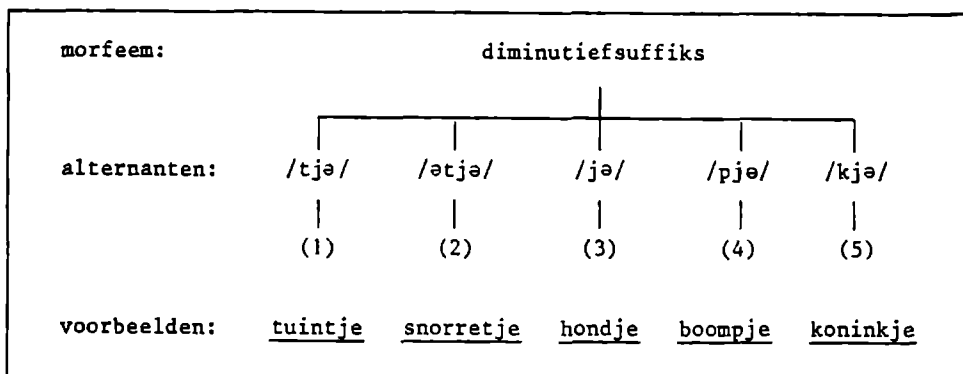 morfeem: diminutiefsuffiks
alternanten: /tjə/ /ətjə/ /jə/ /pjə/ /kjə/
(1) (2) (3) (4) (5)
voorbeelden: tuintje snorretje hondje boompje koninkje